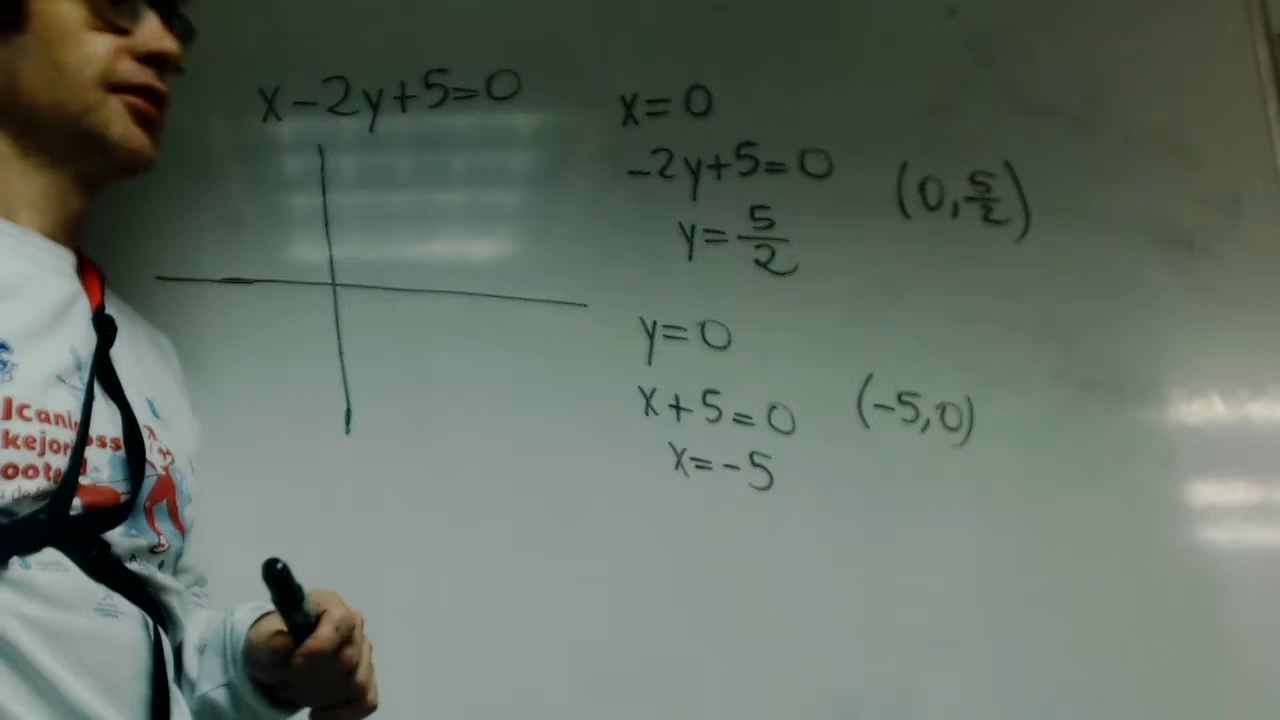 x-2y+5=0
x=0
-2y+5=0
(0,5/2)
y=5/2
y=0
x+5=0
(-5,0)
x=-5